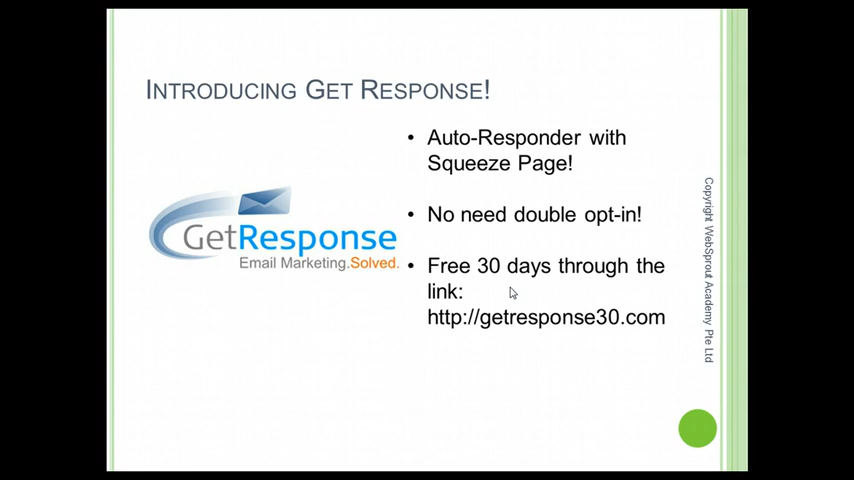 INTRODUCING GET RESPONSE!
• Auto-Responder with
Squeeze Page!
• No need double opt-in!
• Free 30 days through the
link:
http://getresponse30.com
GetResponse
Email Marketing.Solved.
Copyright WebSprout Academy Pte Ltd